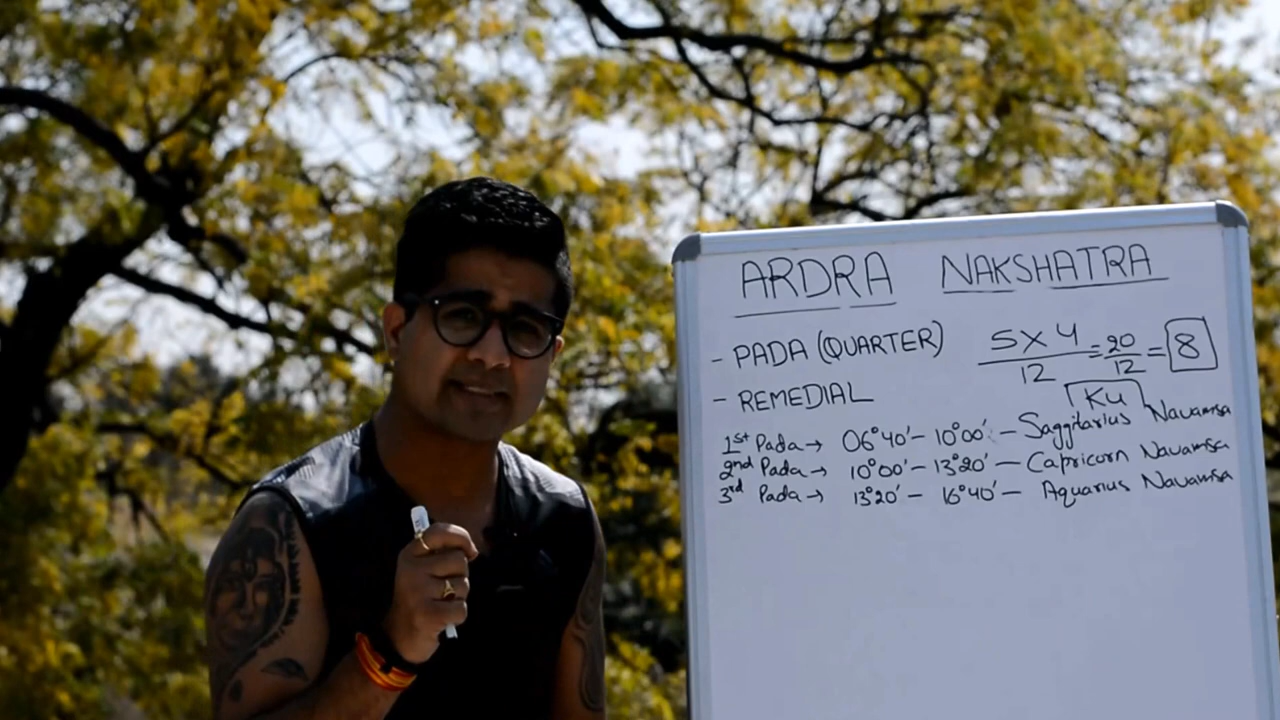 ARDRA NAKSHATRA
- PADA (QUARTER)
5X4/12 = 20/12 = 8
- REMEDIAL
Ku
1st Pada → 06°40'- 10°00' - Saggitarius Navamsa
2nd Pada → 10°00'- 13°20' - Capricorn Navamsa
3rd Pada → 13°20' - 16°40' - Aquarius Navamsa